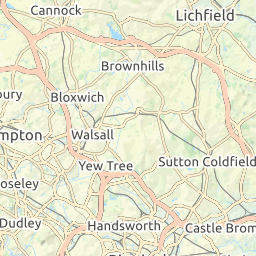 Cannock
Lichfield
Brownhills
Bloxwich
Walsall
Yew Tree
Sutton Coldfield
Dudley
Handsworth
Castle Brom